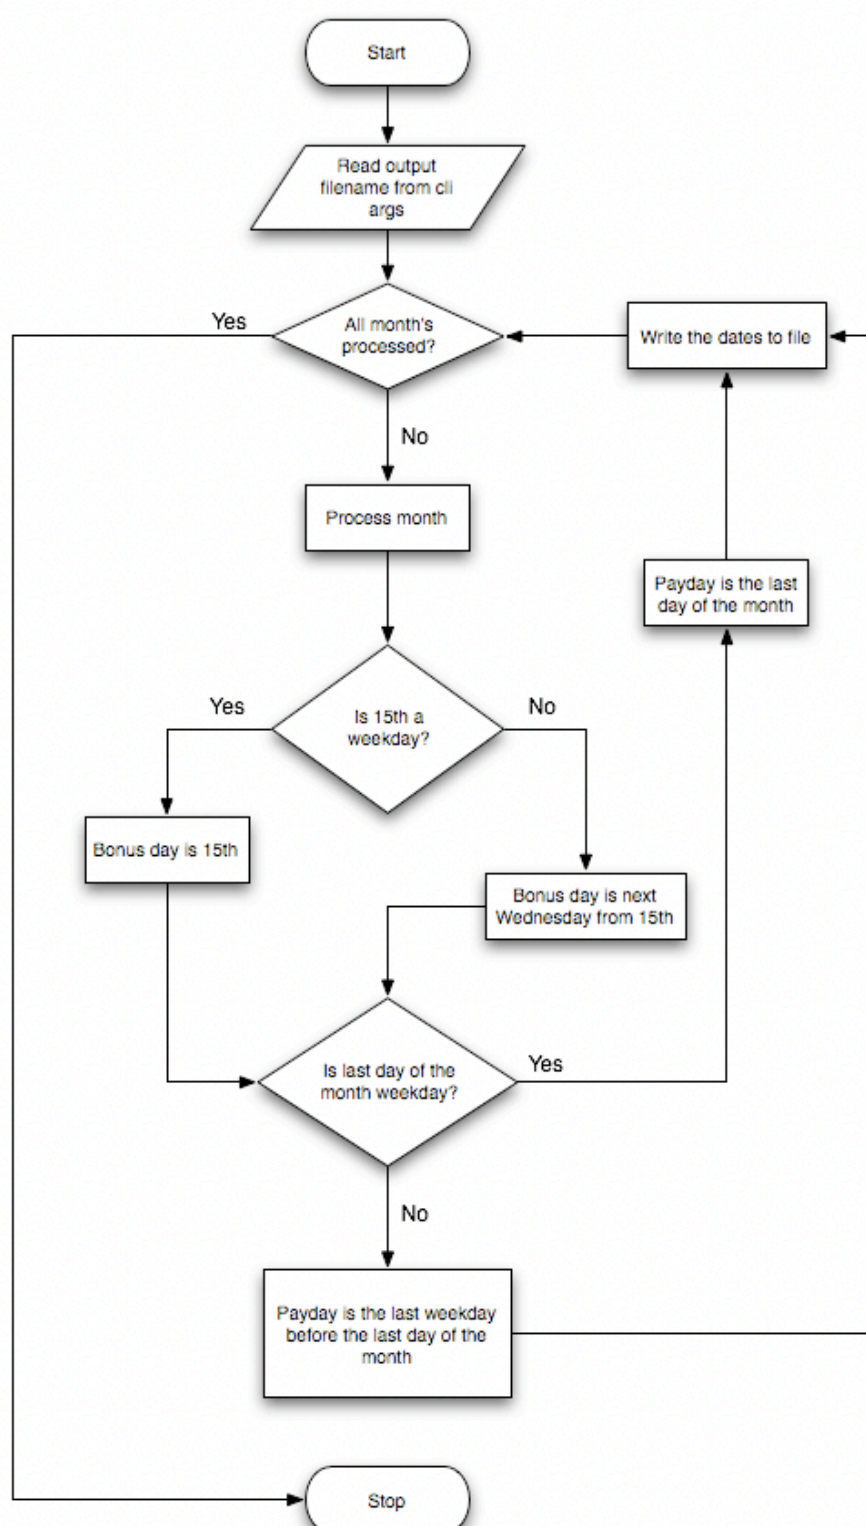 Start
Read output
filename from cli
args
Yes
All month's
processed?
Write the dates to file
No
Process month
Payday is the last
day of the month
Yes
Is 15th a
weekday?
No
Bonus day is 15th
Bonus day is next
Wednesday from 15th
Is last day of the
month weekday?
Yes
No
Payday is the last weekday
before the last day of the
month
Stop